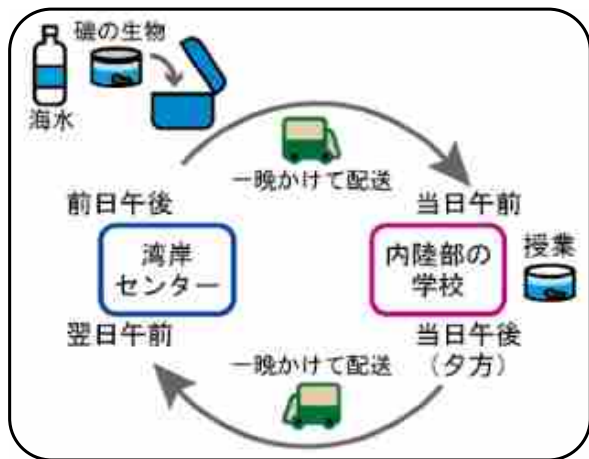 磯の生物
海水
一晩かけて配送
前日午後
当日午前
湾岸
センター
内陸部の
学校
授業
翌日午前
当日午後
(夕方)
一晩かけて配送